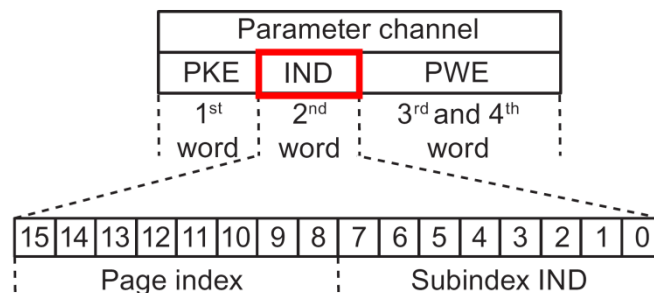 Parameter channel
PKE IND PWE
1st 2nd 3rd and 4th
word word word
15 14 13 12 11 10 9 8 7 6 5 4 3 2 1 0
Page index Subindex IND